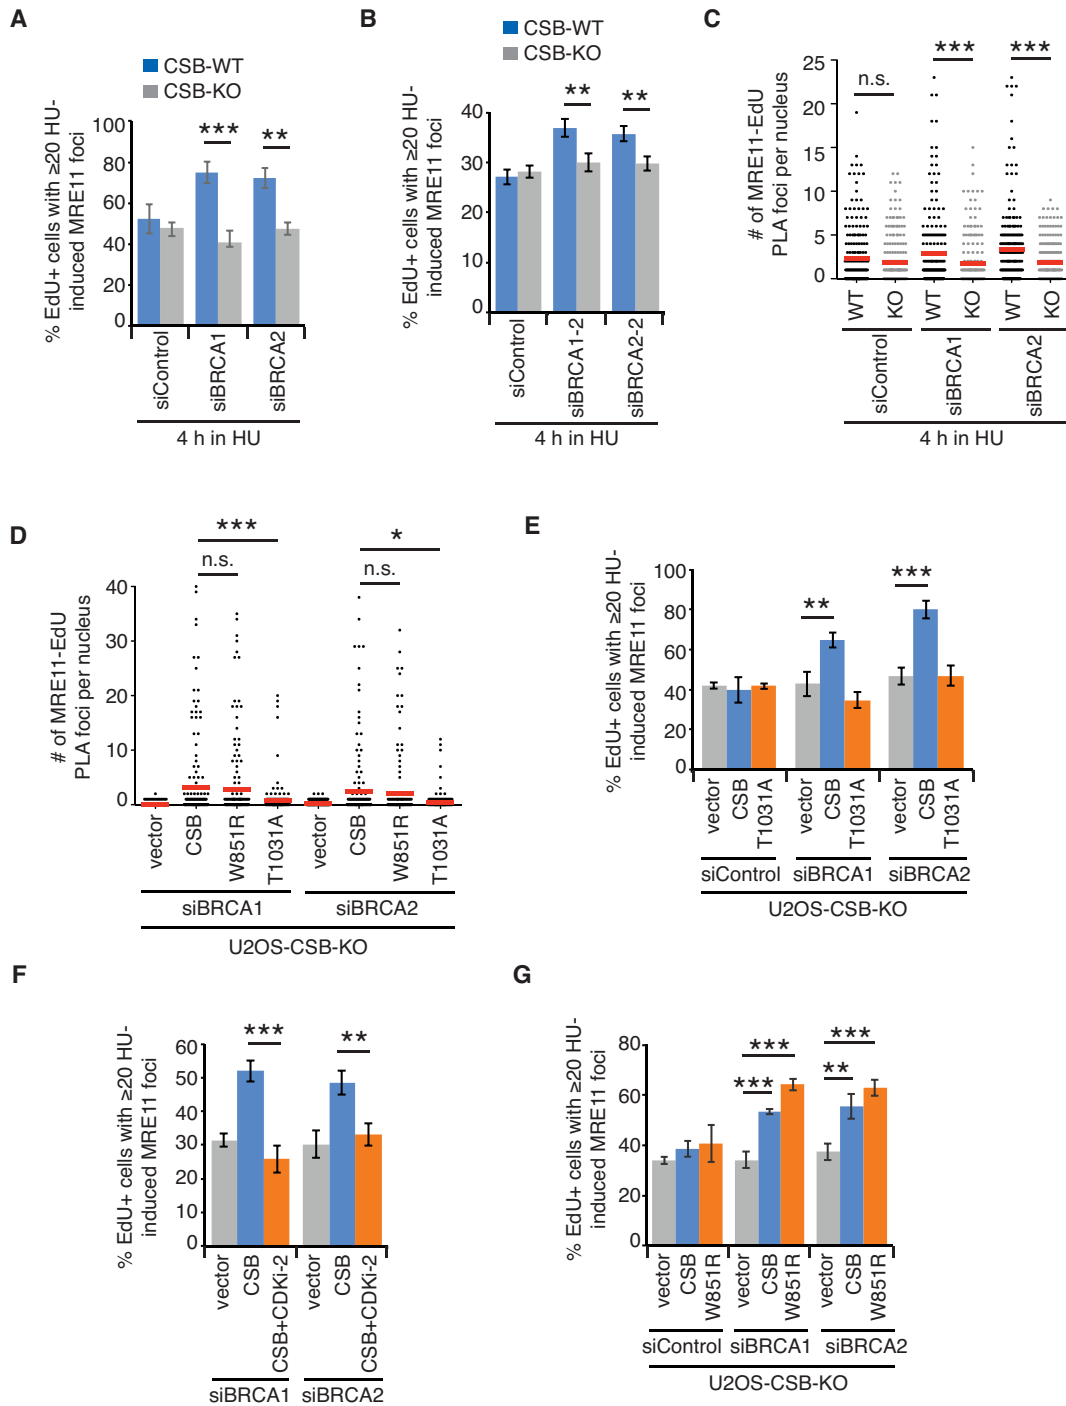 A
CSB-WT
CSB-KO
% EdU+ cells with ≥20 HU-
induced MRE11 foci
100
80
60
40
20
0
***
**
siControl
siBRCA1
siBRCA2
4 h in HU
B
CSB-WT
CSB-KO
% EdU+ cells with ≥20 HU-
induced MRE11 foci
40
30
20
10
0
**
**
siControl
siBRCA1-2
siBRCA2-2
4 h in HU
C
# of MRE11-EdU
PLA foci per nucleus
25
20
15
10
5
0
n.s.
***
***
WT
KO
WT
KO
WT
KO
siControl
siBRCA1
siBRCA2
4 h in HU
D
# of MRE11-EdU
PLA foci per nucleus
40
20
0
***
n.s.
*
n.s.
vector
CSB
W851R
T1031A
vector
CSB
W851R
T1031A
siBRCA1
siBRCA2
U2OS-CSB-KO
E
% EdU+ cells with ≥20 HU-
induced MRE11 foci
100
80
60
40
20
0
**
***
vector
CSB
T1031A
vector
CSB
T1031A
vector
CSB
T1031A
siControl
siBRCA1
siBRCA2
U2OS-CSB-KO
F
% EdU+ cells with ≥20 HU-
induced MRE11 foci
60
50
40
30
20
10
0
***
**
vector
CSB
CSB+CDKi-2
vector
CSB
CSB+CDKi-2
siBRCA1
siBRCA2
G
% EdU+ cells with ≥20 HU-
induced MRE11 foci
80
60
40
20
0
***
***
***
**
vector
CSB
W851R
vector
CSB
W851R
vector
CSB
W851R
siControl
siBRCA1
siBRCA2
U2OS-CSB-KO